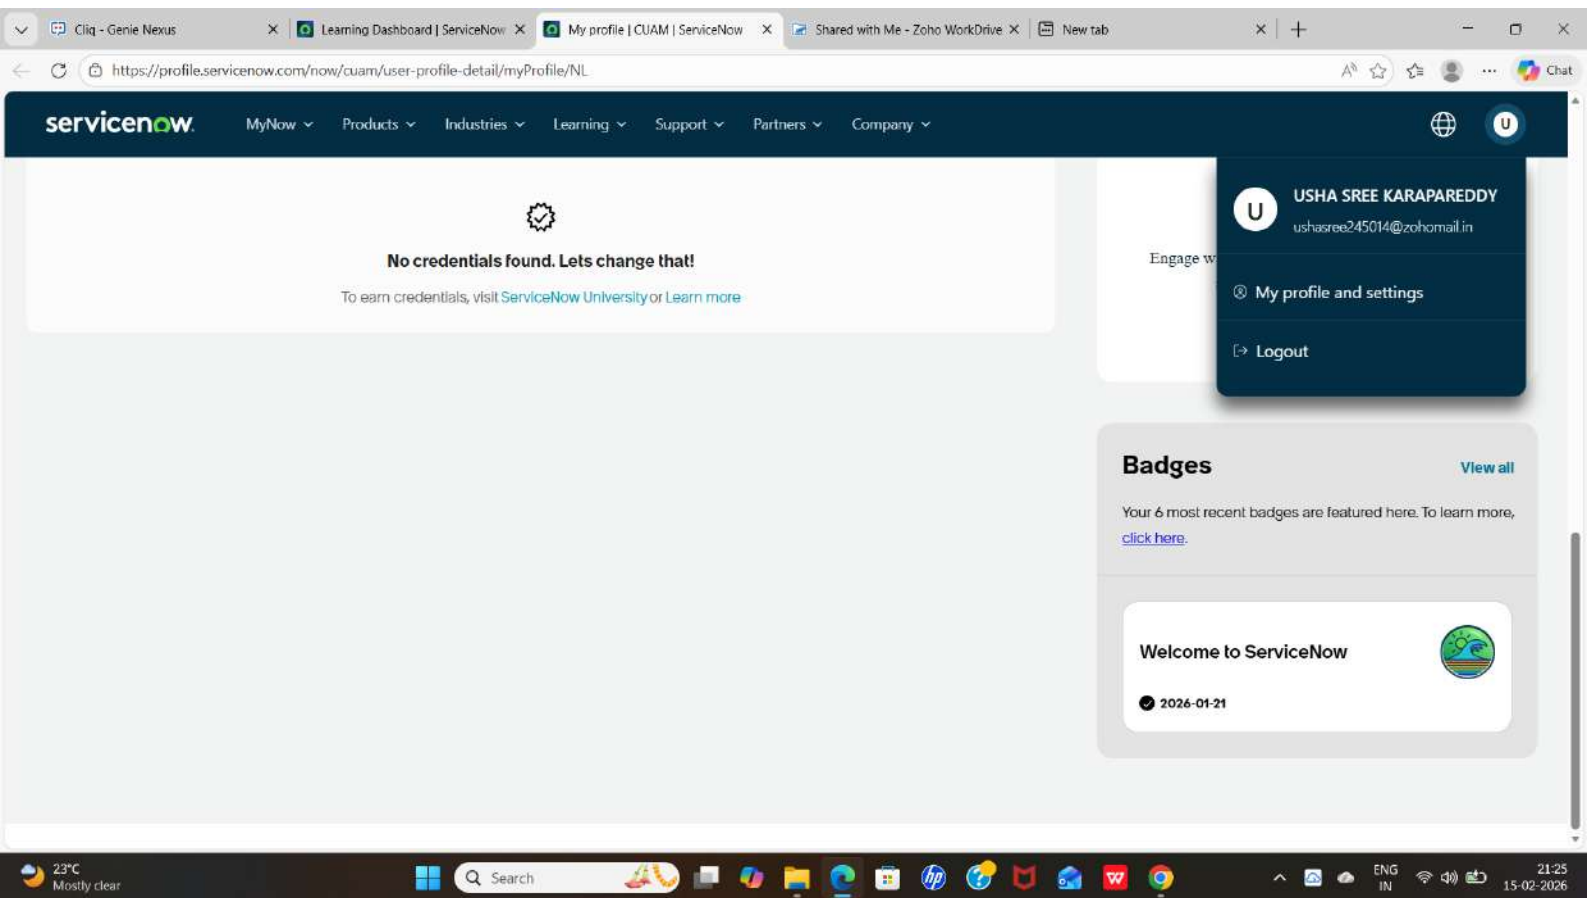 Cliq - Genie Nexus
Learning Dashboard | ServiceNow
My profile | CUAM | ServiceNow
Shared with Me - Zoho WorkDrive
New tab
https://profile.servicenow.com/now/cuam/user-profile-detail/myProfile/NL
Chat
servicenow.
MyNow
Products
Industries
Learning
Support
Partners
Company
U
U
USHA SREE KARAPAREDDY
ushasree245014@zohomail.in
My profile and settings
Logout
No credentials found. Lets change that!
To earn credentials, visit ServiceNow University or Learn more
Engage w
Badges
View all
Your 6 most recent badges are featured here. To learn more,
click here.
Welcome to ServiceNow
2026-01-21
23°C
Mostly clear
Search
hp
W
ENG
IN
21:25
15-02-2026